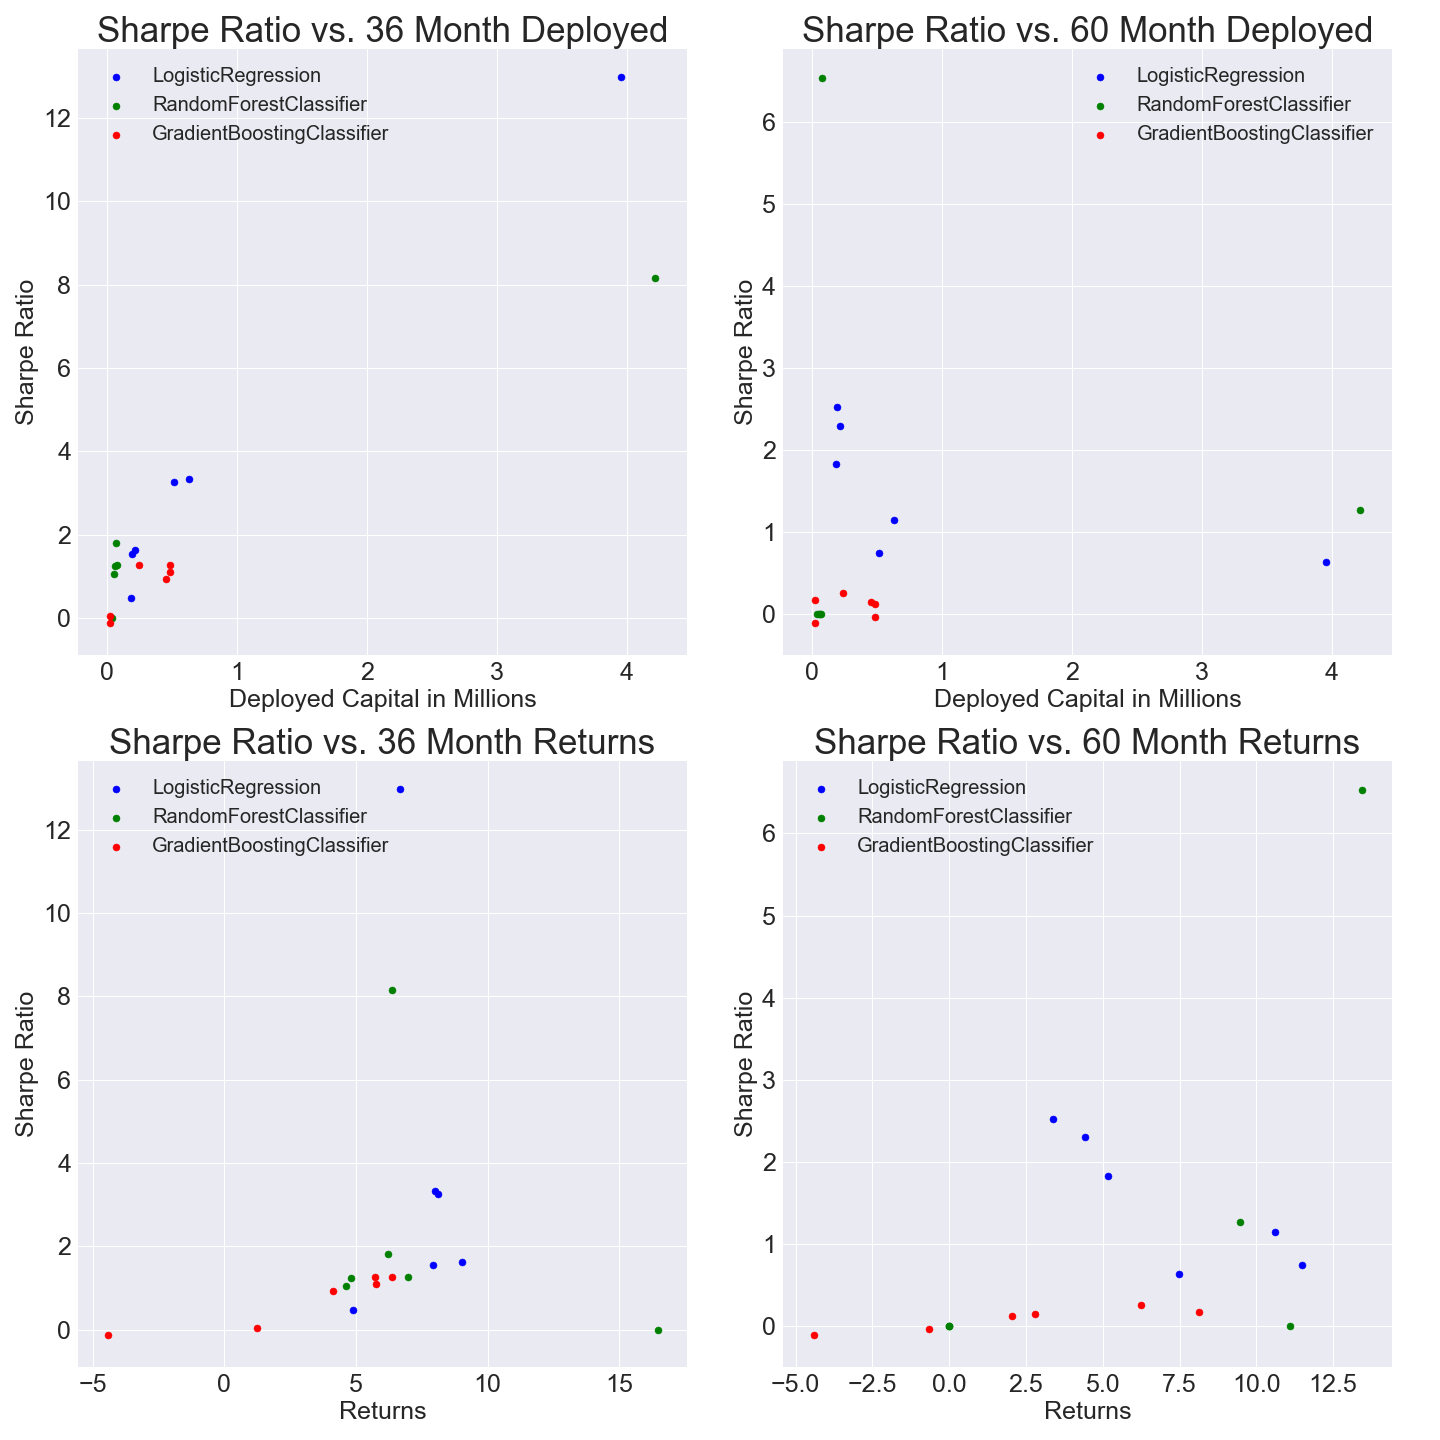 Sharpe Ratio vs. 36 Month Deployed
LogisticRegression
RandomForestClassifier
GradientBoostingClassifier
12
10
8
6
4
2
0
Sharpe Ratio
0 1 2 3 4
Deployed Capital in Millions
Sharpe Ratio vs. 60 Month Deployed
LogisticRegression
RandomForestClassifier
GradientBoostingClassifier
6
5
4
3
2
1
0
Sharpe Ratio
0 1 2 3 4
Deployed Capital in Millions
Sharpe Ratio vs. 36 Month Returns
LogisticRegression
RandomForestClassifier
GradientBoostingClassifier
12
10
8
6
4
2
0
Sharpe Ratio
−5 0 5 10 15
Returns
Sharpe Ratio vs. 60 Month Returns
LogisticRegression
RandomForestClassifier
GradientBoostingClassifier
6
5
4
3
2
1
0
Sharpe Ratio
−5.0 −2.5 0.0 2.5 5.0 7.5 10.0 12.5
Returns